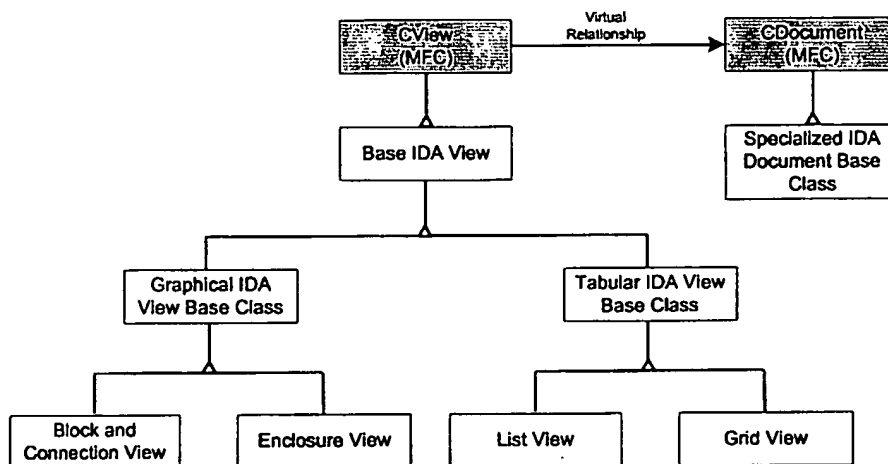 Virtual
Relationship
CView
(MFC)
CDocument
(MFC)
Base IDA View
Specialized IDA
Document Base
Class
Graphical IDA
View Base Class
Tabular IDA View
Base Class
Block and
Connection View
Enclosure View
List View
Grid View